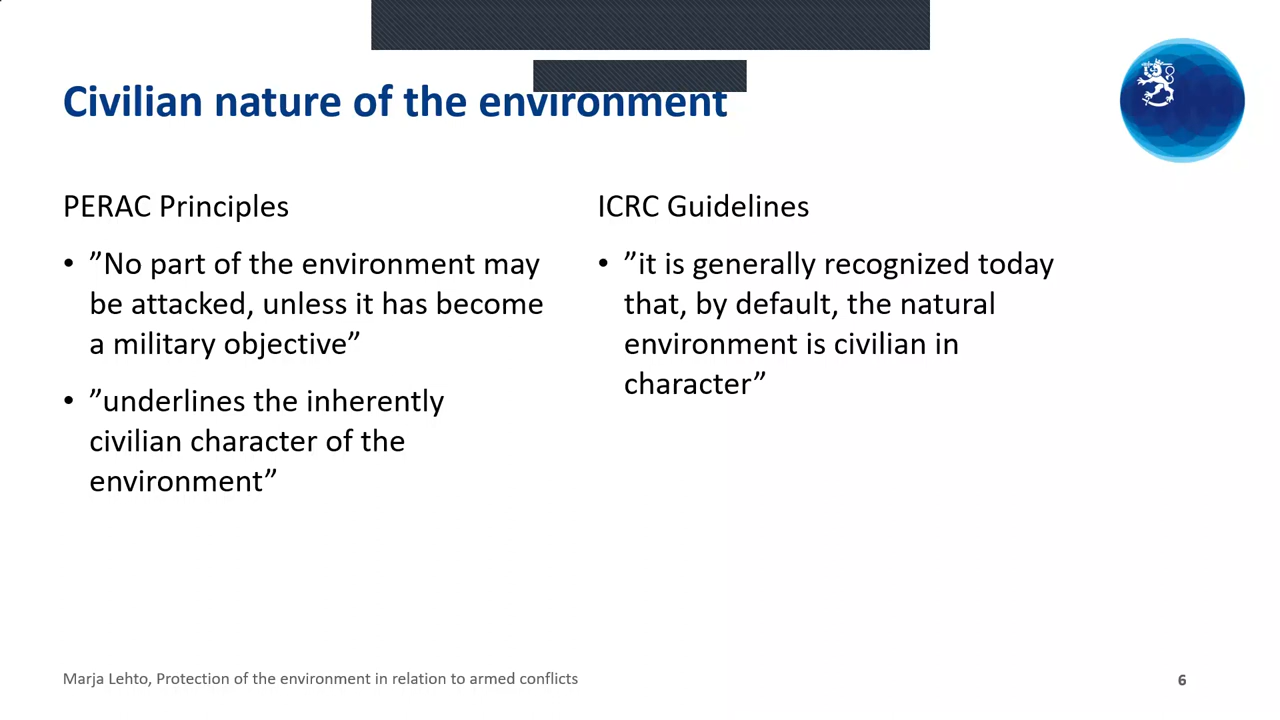 Civilian nature of the environment
PERAC Principles
• ”No part of the environment may
be attacked, unless it has become
a military objective”
• ”underlines the inherently
civilian character of the
environment”
ICRC Guidelines
• ”it is generally recognized today
that, by default, the natural
environment is civilian in
character”
Marja Lehto, Protection of the environment in relation to armed conflicts
6